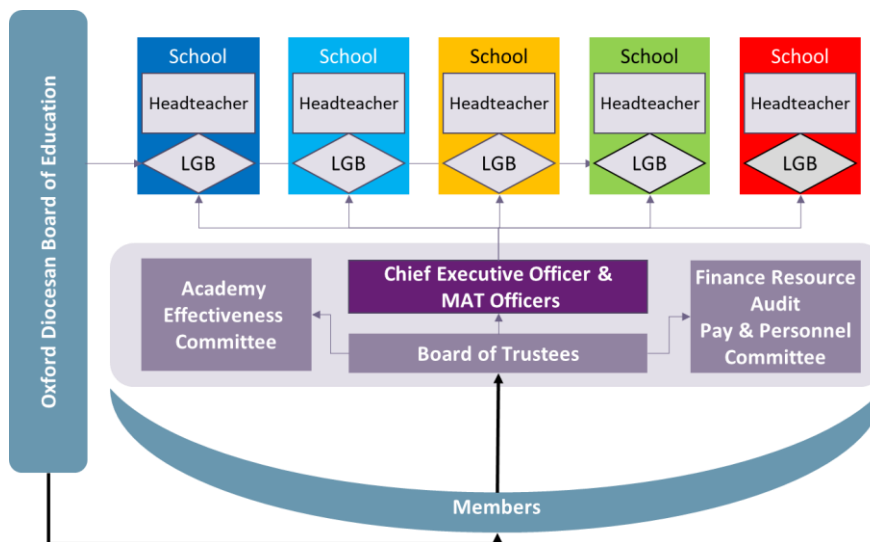 Oxford Diocesan Board of Education
School
Headteacher
LGB
School
Headteacher
LGB
School
Headteacher
LGB
School
Headteacher
LGB
School
Headteacher
LGB
Academy
Effectiveness
Committee
Chief Executive Officer &
MAT Officers
Board of Trustees
Finance Resource
Audit
Pay & Personnel
Committee
Members